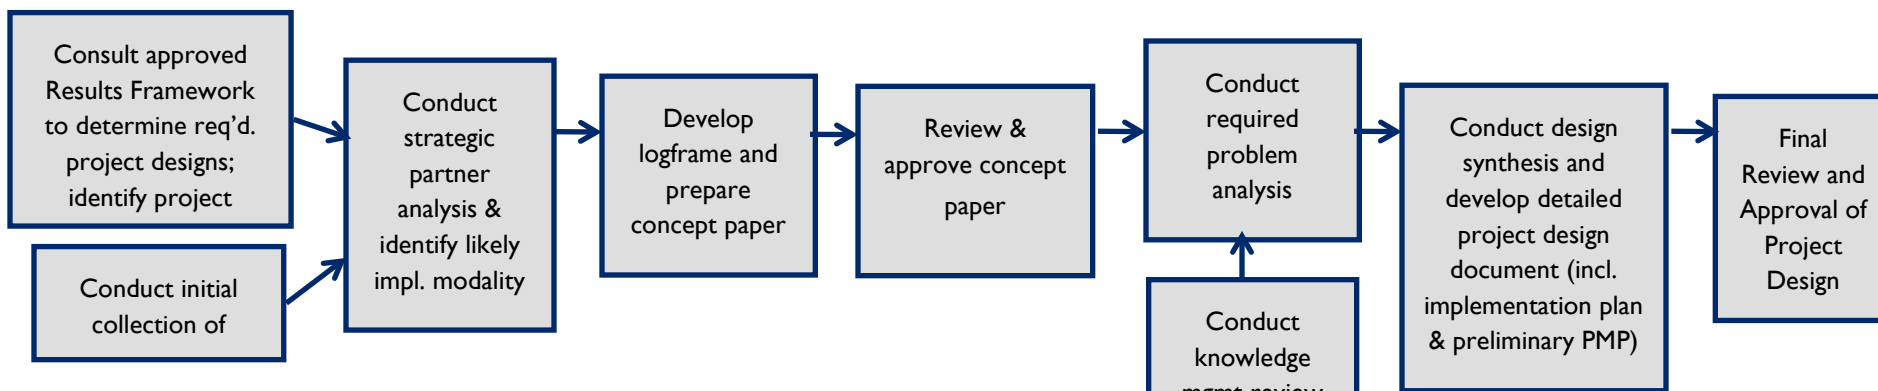 Consult approved
Results Framework
to determine req'd.
project designs;
identify project
Conduct initial
collection of
Conduct
strategic
partner
analysis &
identify likely
impl. modality
Develop
logframe and
prepare
concept paper
Review &
approve concept
paper
Conduct
required
problem
analysis
Conduct
knowledge
mgmt review
Conduct design
synthesis and
develop detailed
project design
document (incl.
implementation plan
& preliminary PMP)
Final
Review and
Approval of
Project
Design